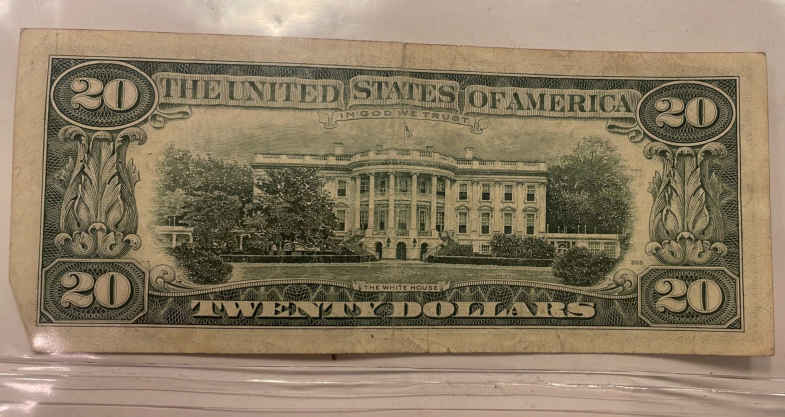 20 THE UNITED STATES OF AMERICA 20
IN GOD WE TRUST
THE WHITE HOUSE
20 TWENTY DOLLARS 20